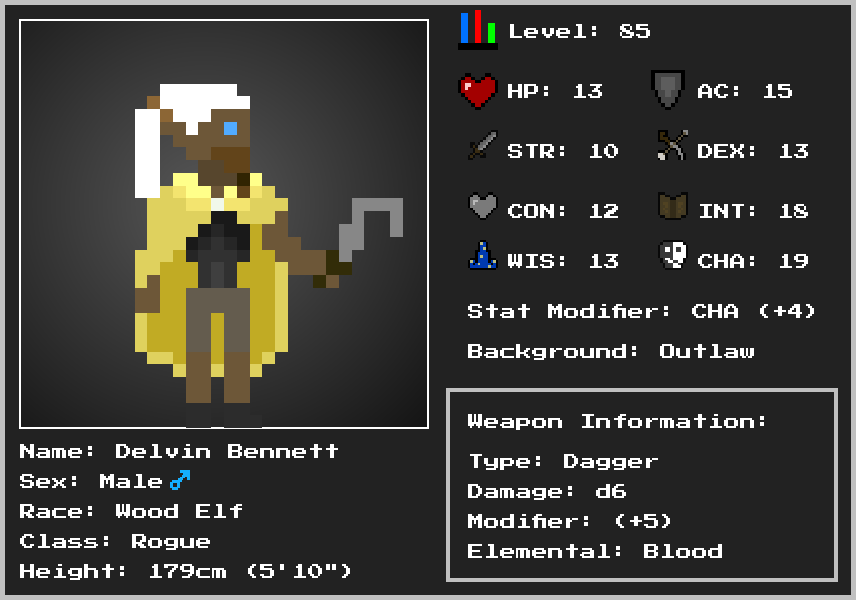 Level: 85
HP: 13
AC: 15
STR: 10
DEX: 13
CON: 12
INT: 18
WIS: 13
CHA: 19
Stat Modifier: CHA (+4)
Background: Outlaw
Name: Delvin Bennett
Sex: Male♂
Race: Wood Elf
Class: Rogue
Height: 179cm (5'10")
Weapon Information:
Type: Dagger
Damage: d6
Modifier: (+5)
Elemental: Blood